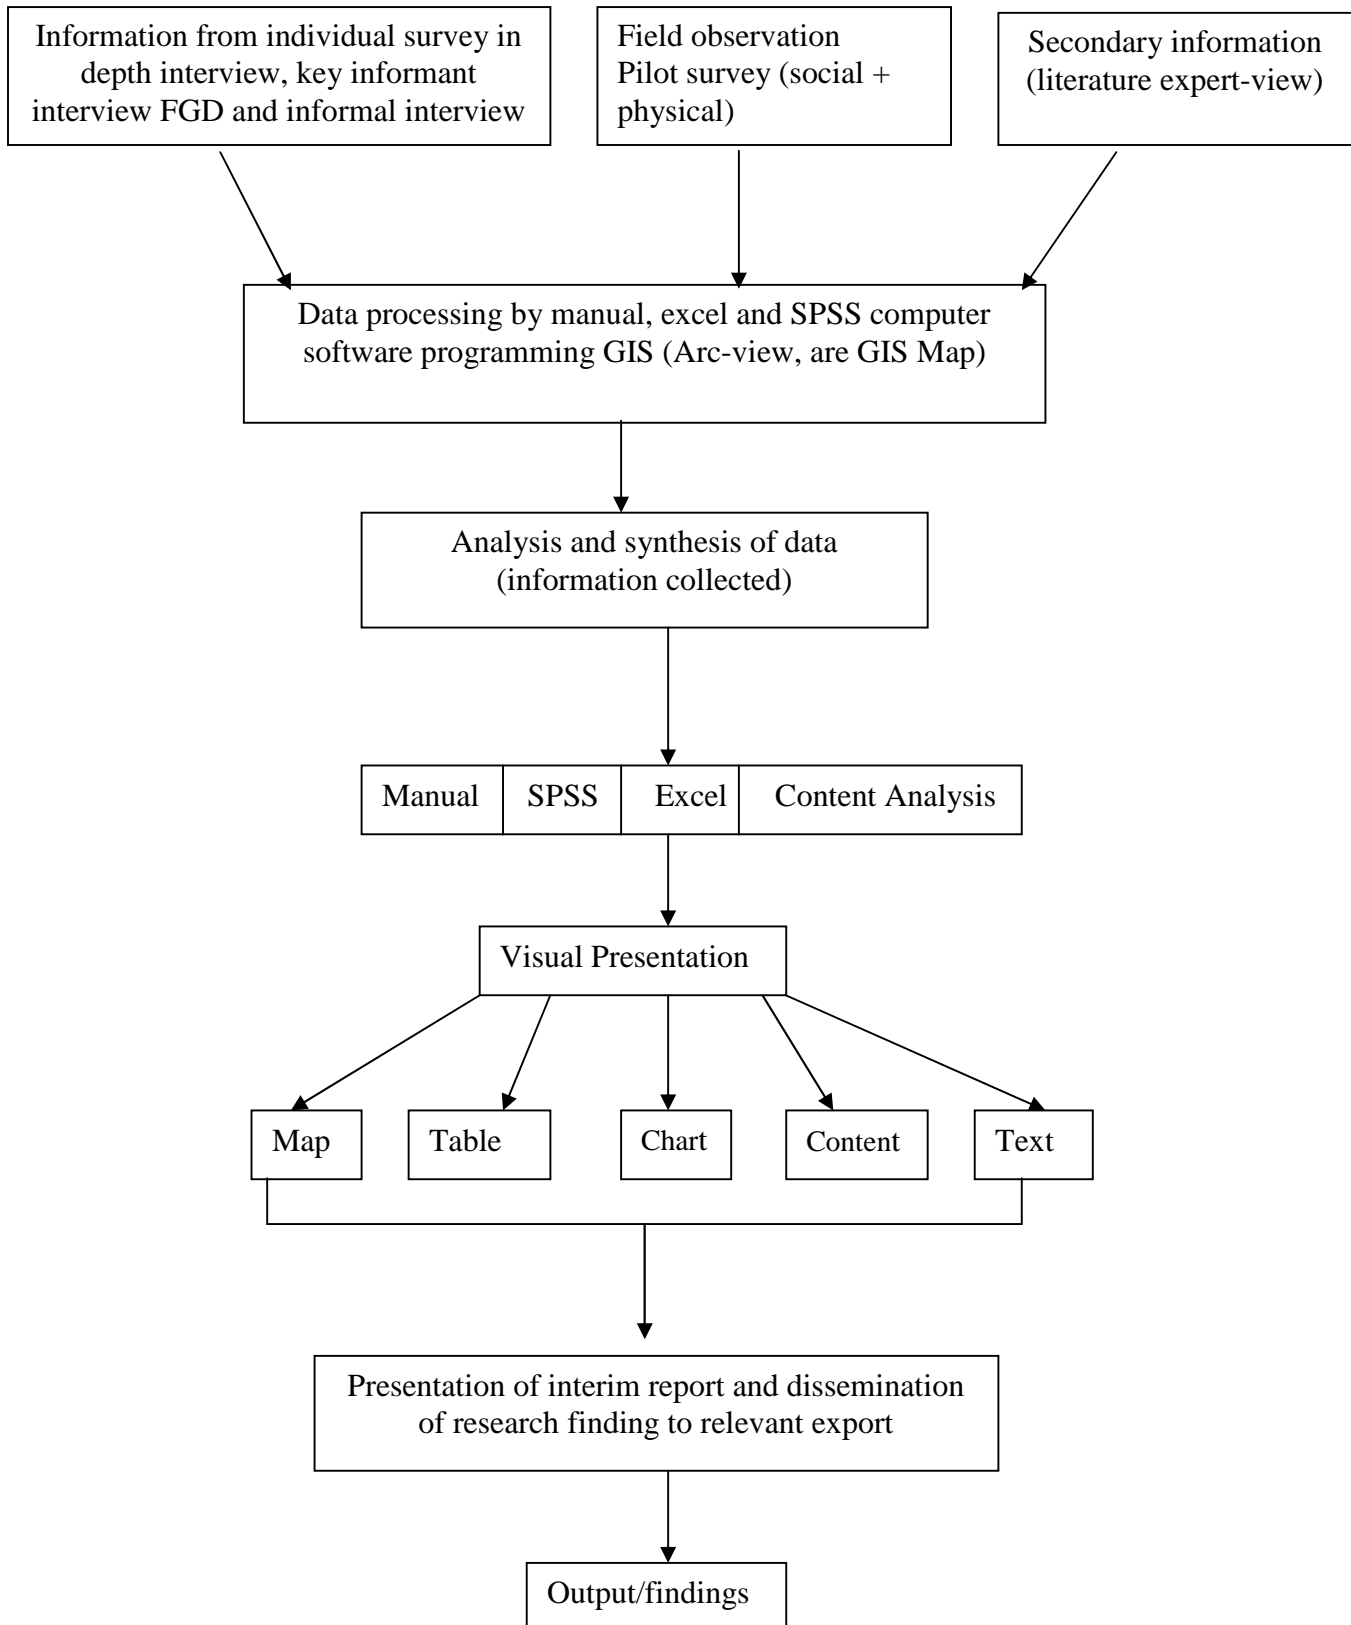 Information from individual survey in
depth interview, key informant
interview FGD and informal interview
Field observation
Pilot survey (social +
physical)
Secondary information
(literature expert-view)
Data processing by manual, excel and SPSS computer
software programming GIS (Arc-view, are GIS Map)
Analysis and synthesis of data
(information collected)
Manual
SPSS
Excel
Content Analysis
Visual Presentation
Map
Table
Chart
Content
Text
Presentation of interim report and dissemination
of research finding to relevant export
Output/findings